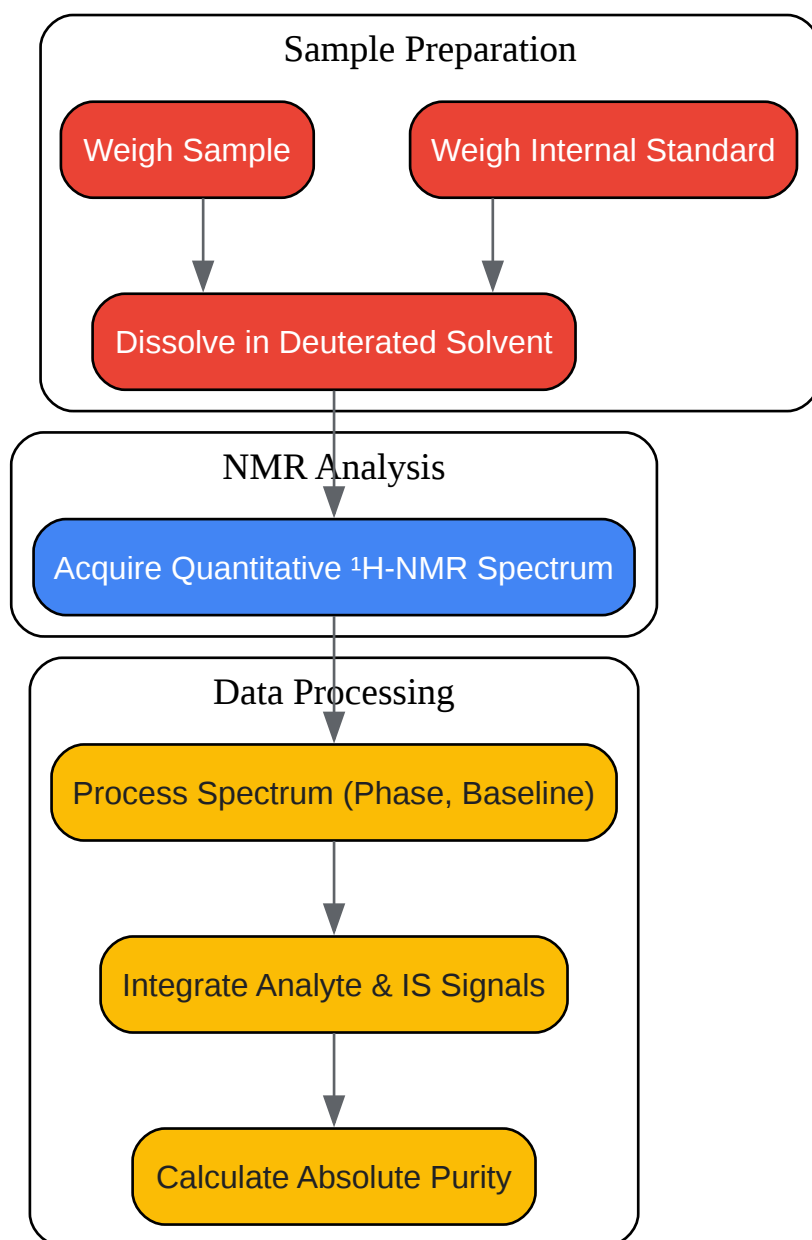 Sample Preparation
Weigh Sample
Weigh Internal Standard
Dissolve in Deuterated Solvent
NMR Analysis
Acquire Quantitative ¹H-NMR Spectrum
Data Processing
Process Spectrum (Phase, Baseline)
Integrate Analyte & IS Signals
Calculate Absolute Purity